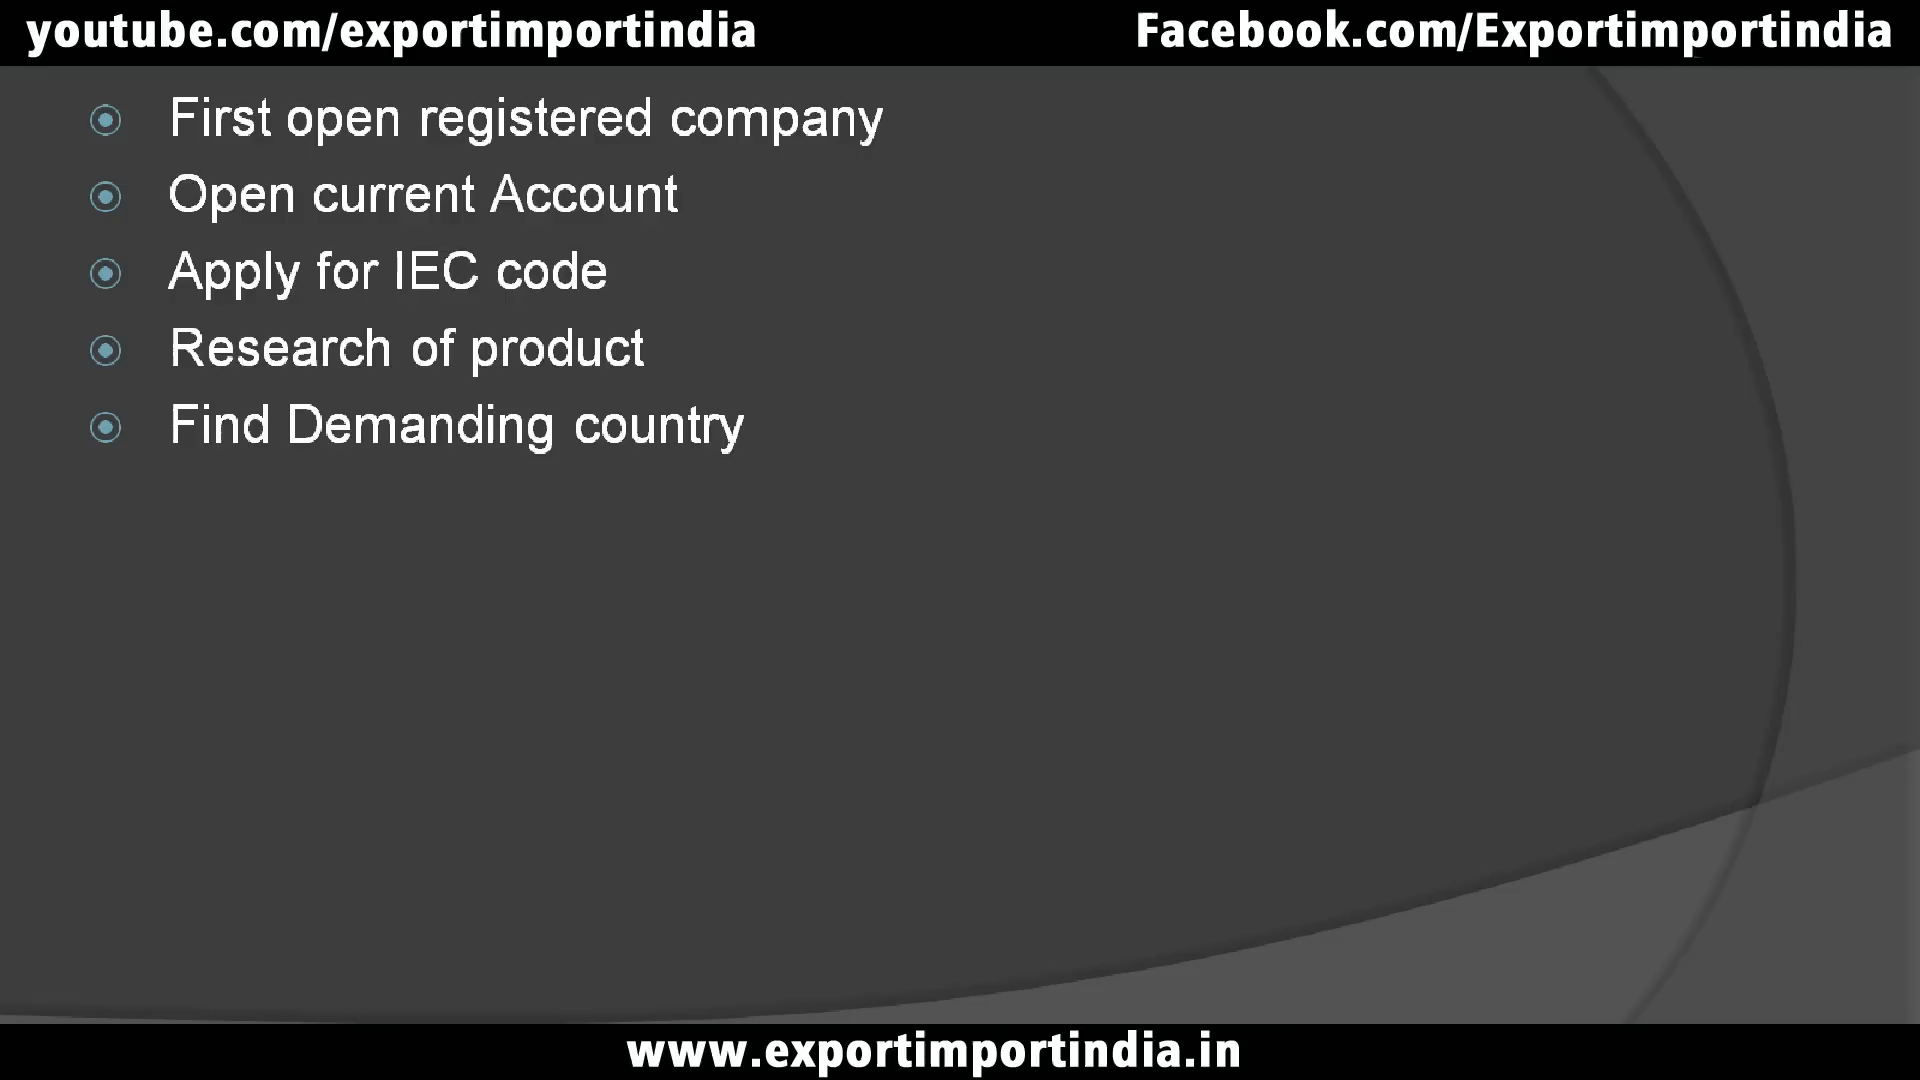 youtube.com/exportimportindia
Facebook.com/Exportimportindia
First open registered company
Open current Account
Apply for IEC code
Research of product
Find Demanding country
www.exportimportindia.in